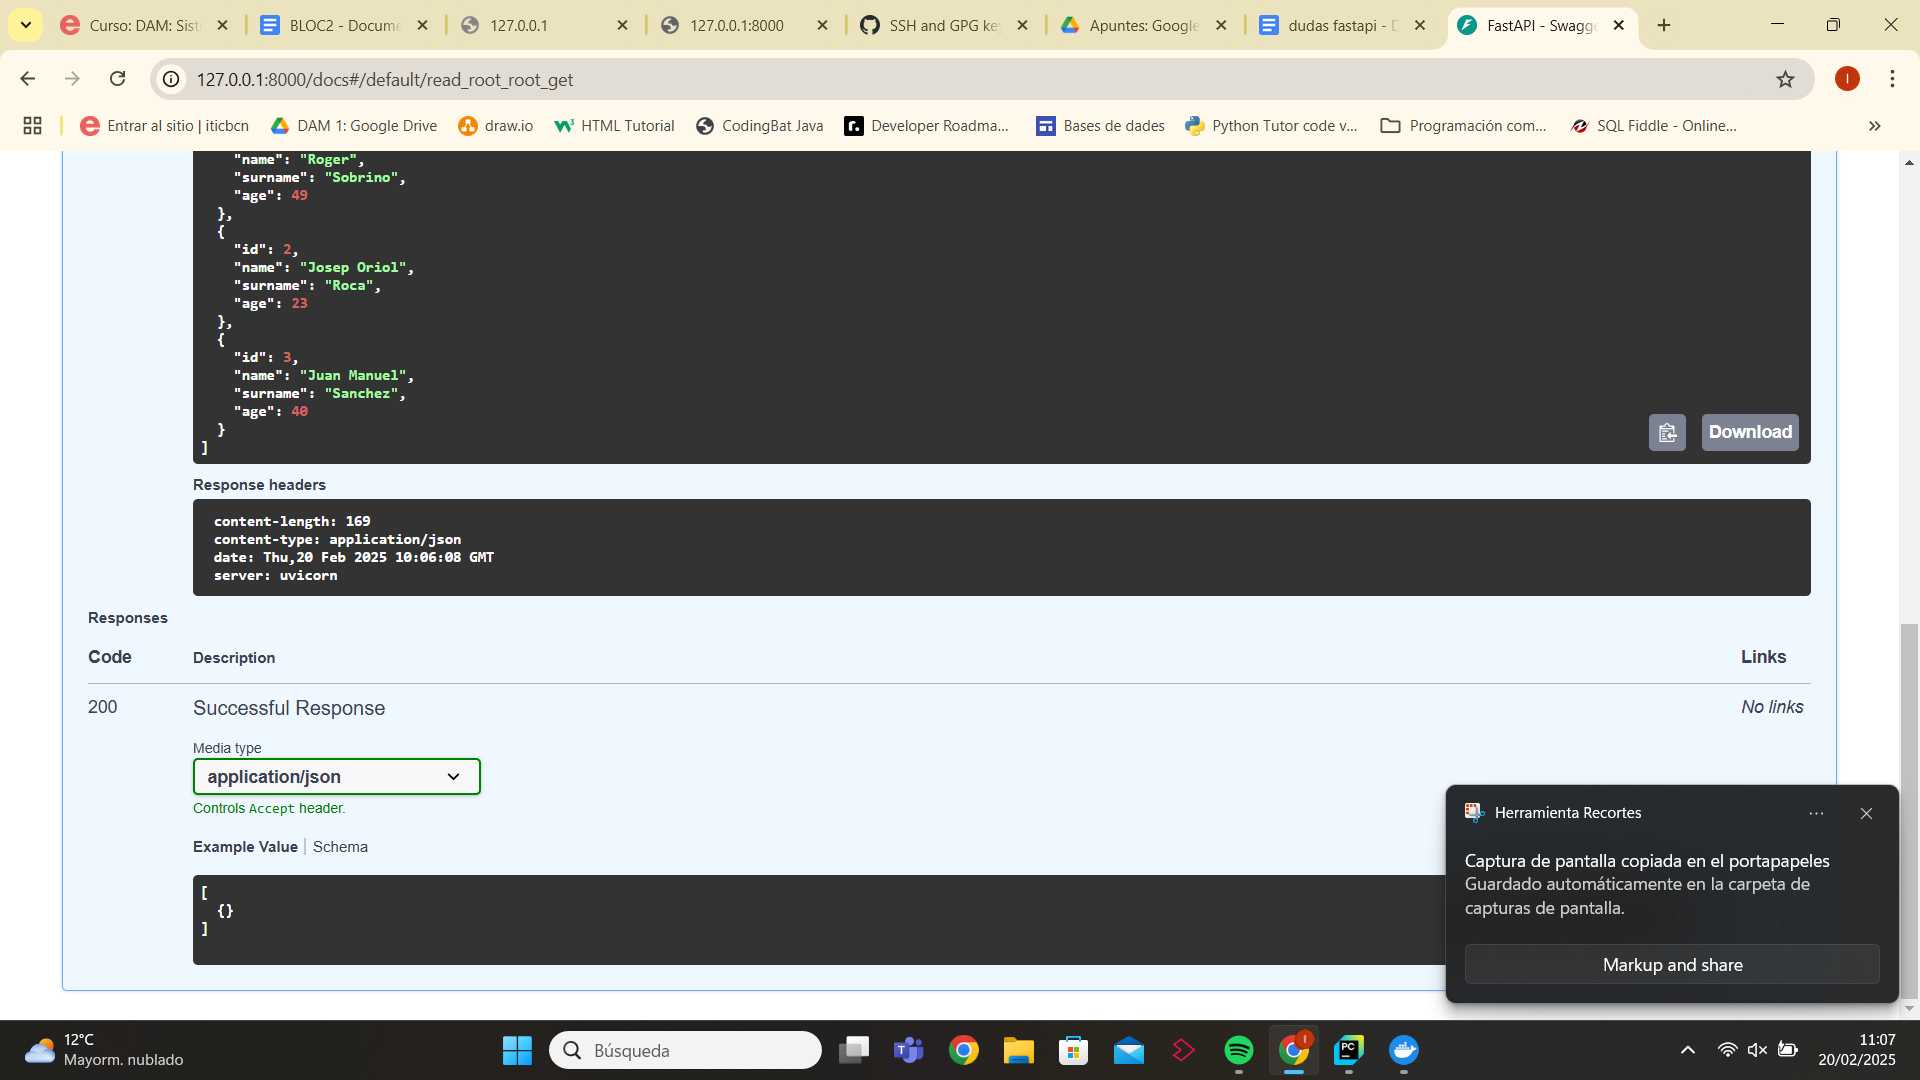 Curso: DAM: Sist
BLOC2 - Docume
127.0.0.1
127.0.0.1:8000
SSH and GPG key
Apuntes: Google
dudas fastapi - D
FastAPI - Swagge
127.0.0.1:8000/docs#/default/read_root_root_get
I
Entrar al sitio | iticbcn
DAM 1: Google Drive
draw.io
HTML Tutorial
CodingBat Java
Developer Roadma...
Bases de dades
Python Tutor code v...
Programación com...
SQL Fiddle - Online...
"name": "Roger",
"surname": "Sobrino",
"age": 49
},
{
"id": 2,
"name": "Josep Oriol",
"surname": "Roca",
"age": 23
},
{
"id": 3,
"name": "Juan Manuel",
"surname": "Sanchez",
"age": 40
}
]
Download
Response headers
content-length: 169
content-type: application/json
date: Thu,20 Feb 2025 10:06:08 GMT
server: uvicorn
Responses
Code Description Links
200 Successful Response No links
Media type
application/json
Controls Accept header.
Example Value | Schema
[
{}
]
Herramienta Recortes
Captura de pantalla copiada en el portapapeles
Guardado automáticamente en la carpeta de
capturas de pantalla.
Markup and share
12°C
Mayorm. nublado
Búsqueda
11:07
20/02/2025